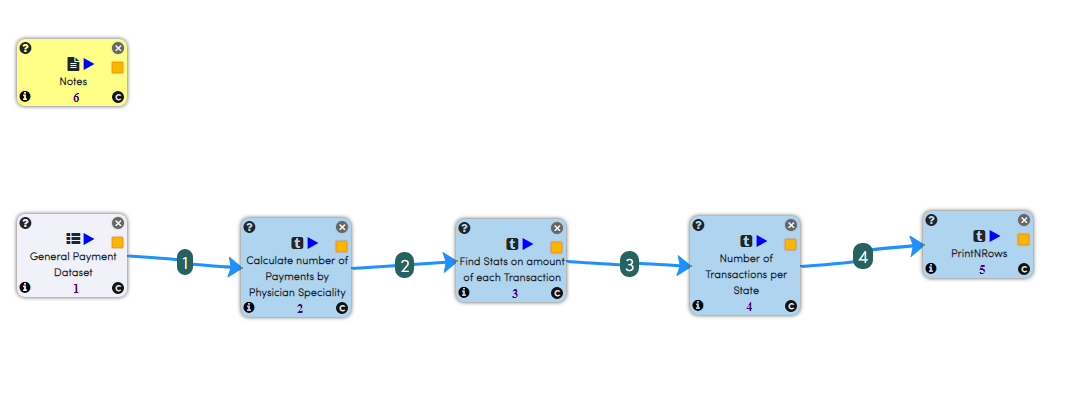 Notes
6
General Payment
Dataset
1
1
Calculate number of
Payments by
Physician Speciality
2
2
Find Stats on amount
of each Transaction
3
3
Number of
Transactions per
State
4
4
PrintNRows
5